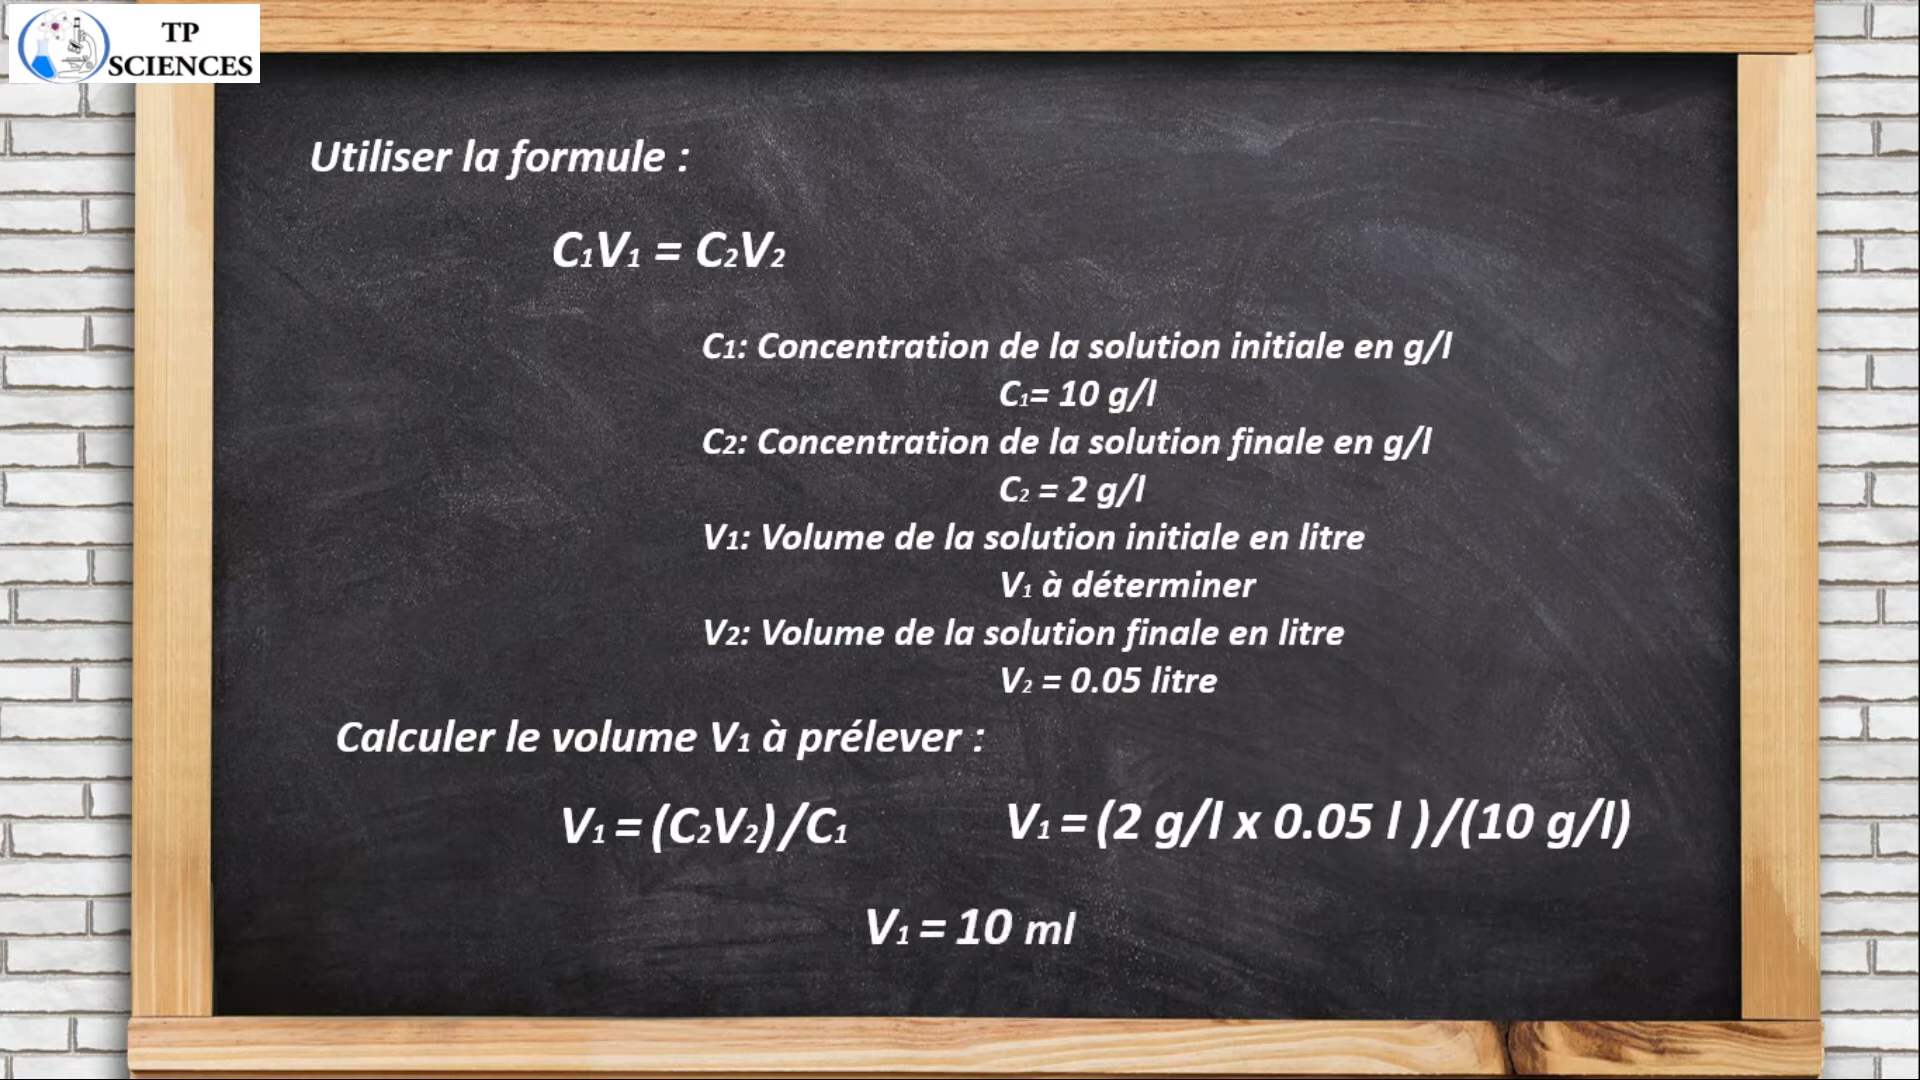 TP
SCIENCES
Utiliser la formule :
C₁V₁ = C₂V₂
C1: Concentration de la solution initiale en g/l
C₁= 10 g/l
C2: Concentration de la solution finale en g/l
C₂ = 2 g/l
V1: Volume de la solution initiale en litre
V₁ à déterminer
V2: Volume de la solution finale en litre
V₂ = 0.05 litre
Calculer le volume V1 à prélever :
V₁ = (C₂V₂)/C₁ V₁ = (2 g/l x 0.05 l )/(10 g/l)
V₁ = 10 ml